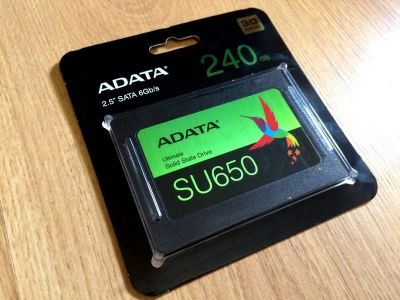 3D
ADATA
240 GB
2.5" SATA 6Gb/s
ADATA
Ultimate
Solid State Drive
SU650